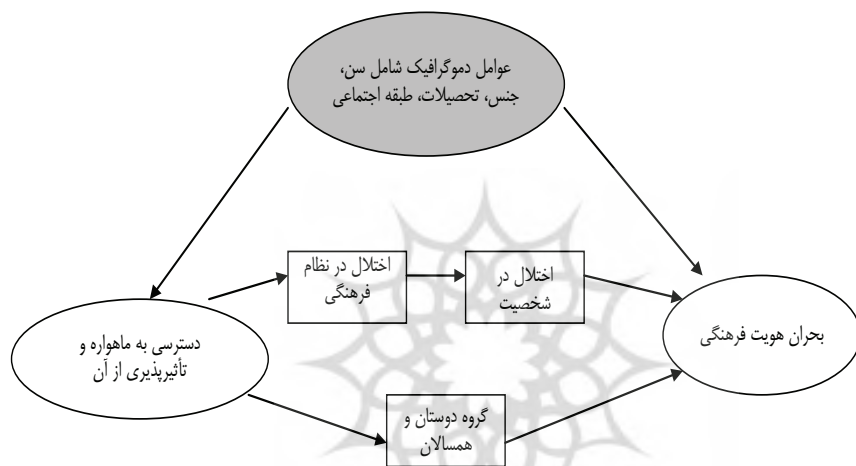 عوامل دموگرافیک شامل سن،
جنس، تحصیلات، طبقه اجتماعی
اختلال در نظام
فرهنگی
اختلال در
شخصیت
بحران هویت فرهنگی
دسترسی به ماهواره و
تأثیرپذیری از آن
گروه دوستان و
همسالان